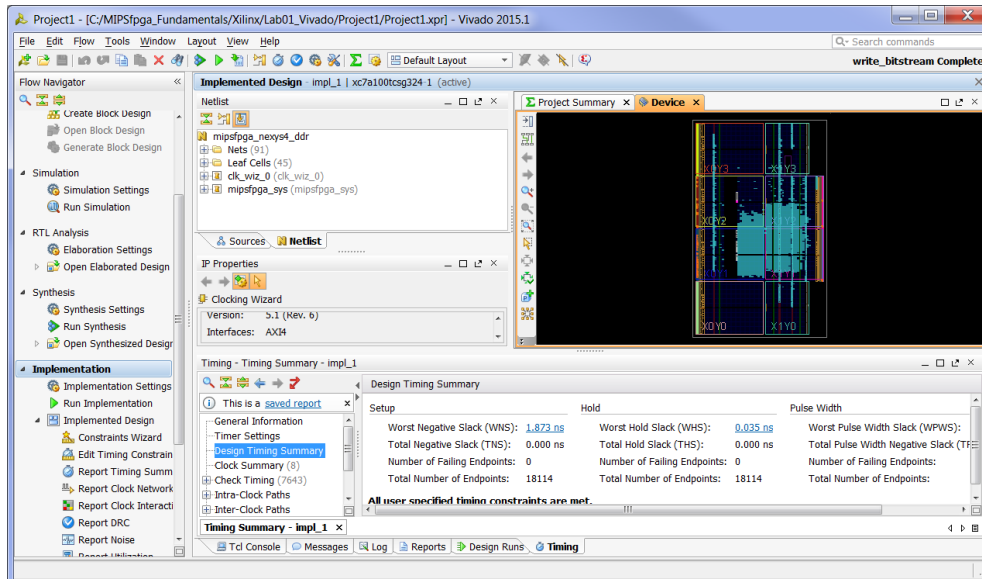 Project1 - [C:/MIPSfpga_Fundamentals/Xilinx/Lab01_Vivado/Project1/Project1.xpr] - Vivado 2015.1
File Edit Flow Tools Window Layout View Help
Search commands
Default Layout
write_bitstream Complete
Flow Navigator
Create Block Design
Open Block Design
Generate Block Design
Simulation
Simulation Settings
Run Simulation
RTL Analysis
Elaboration Settings
Open Elaborated Design
Synthesis
Synthesis Settings
Run Synthesis
Open Synthesized Desigr
Implementation
Implementation Settings
Run Implementation
Implemented Design
Constraints Wizard
Edit Timing Constrain
Report Timing Summ
Report Clock Network
Report Clock Interacti
Report DRC
Report Noise
Report Utilization
Implemented Design - impl_1 | xc7a100tcsg324-1 (active)
Netlist
mipsfpga_nexys4_ddr
Nets (91)
Leaf Cells (45)
clk_wiz_0 (clk_wiz_0)
mipsfpga_sys (mipsfpga_sys)
Sources Netlist
IP Properties
Clocking Wizard
Version: 5.1 (Rev. 6)
Interfaces: AXI4
Project Summary Device
X0Y3 X1Y3
X0Y2
X0Y0 X1Y0
Timing - Timing Summary - impl_1
This is a saved report
General Information
Timer Settings
Design Timing Summary
Clock Summary (8)
Check Timing (7643)
Intra-Clock Paths
Inter-Clock Paths
Design Timing Summary
Setup Hold Pulse Width
Worst Negative Slack (WNS): 1.873 ns Worst Hold Slack (WHS): 0.035 ns Worst Pulse Width Slack (WPWS):
Total Negative Slack (TNS): 0.000 ns Total Hold Slack (THS): 0.000 ns Total Pulse Width Negative Slack
Number of Failing Endpoints: 0 Number of Failing Endpoints: 0 Number of Failing Endpoints:
Total Number of Endpoints: 18114 Total Number of Endpoints: 18114 Total Number of Endpoints:
All user specified timing constraints are met.
Timing Summary - impl_1
Tcl Console Messages Log Reports Design Runs Timing